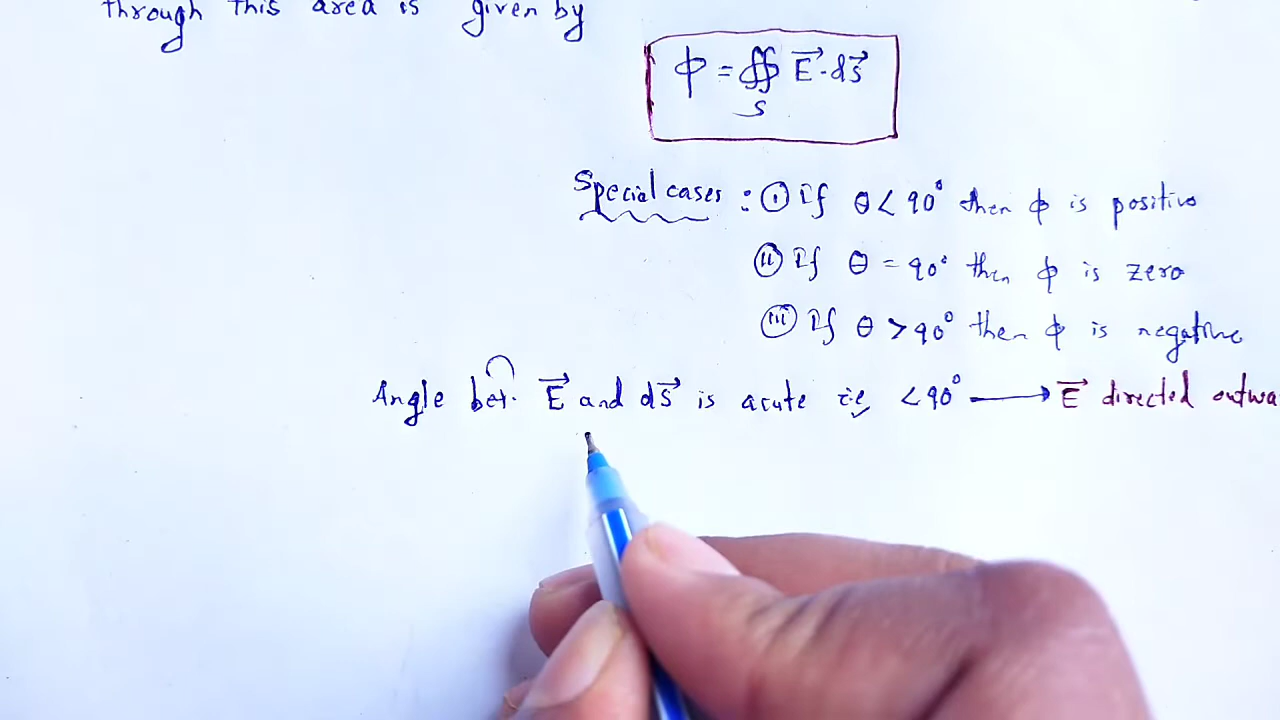 through this area is given by
ϕ = ∯ E⃗·ds⃗
S
Special cases : (i) If θ < 90° then ϕ is positive
(ii) If θ = 90° then ϕ is zero
(iii) If θ > 90° then ϕ is negative
Angle bet. E⃗ and ds⃗ is acute i.e. < 90° ⟶ E⃗ directed outwa